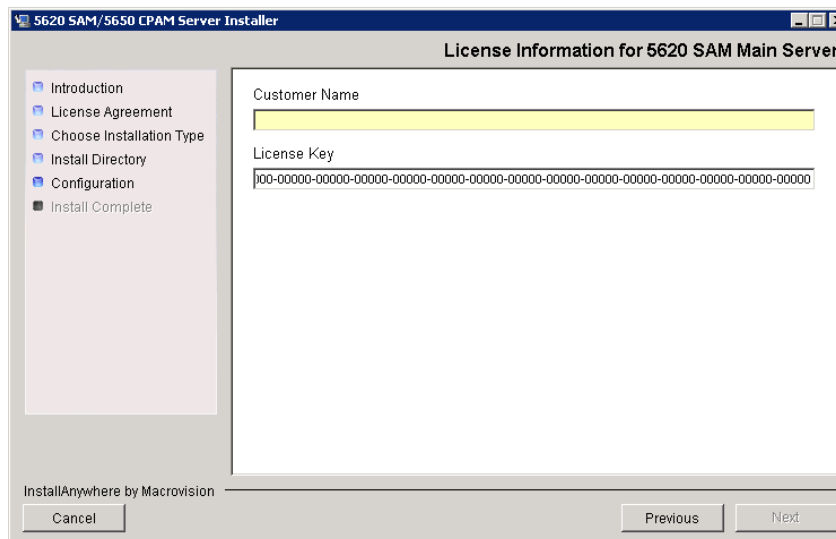 5620 SAM/5650 CPAM Server Installer
License Information for 5620 SAM Main Server
Introduction
License Agreement
Choose Installation Type
Install Directory
Configuration
Install Complete
Customer Name
License Key
000-00000-00000-00000-00000-00000-00000-00000-00000-00000-00000-00000-00000-00000-00000
InstallAnywhere by Macrovision
Cancel
Previous
Next